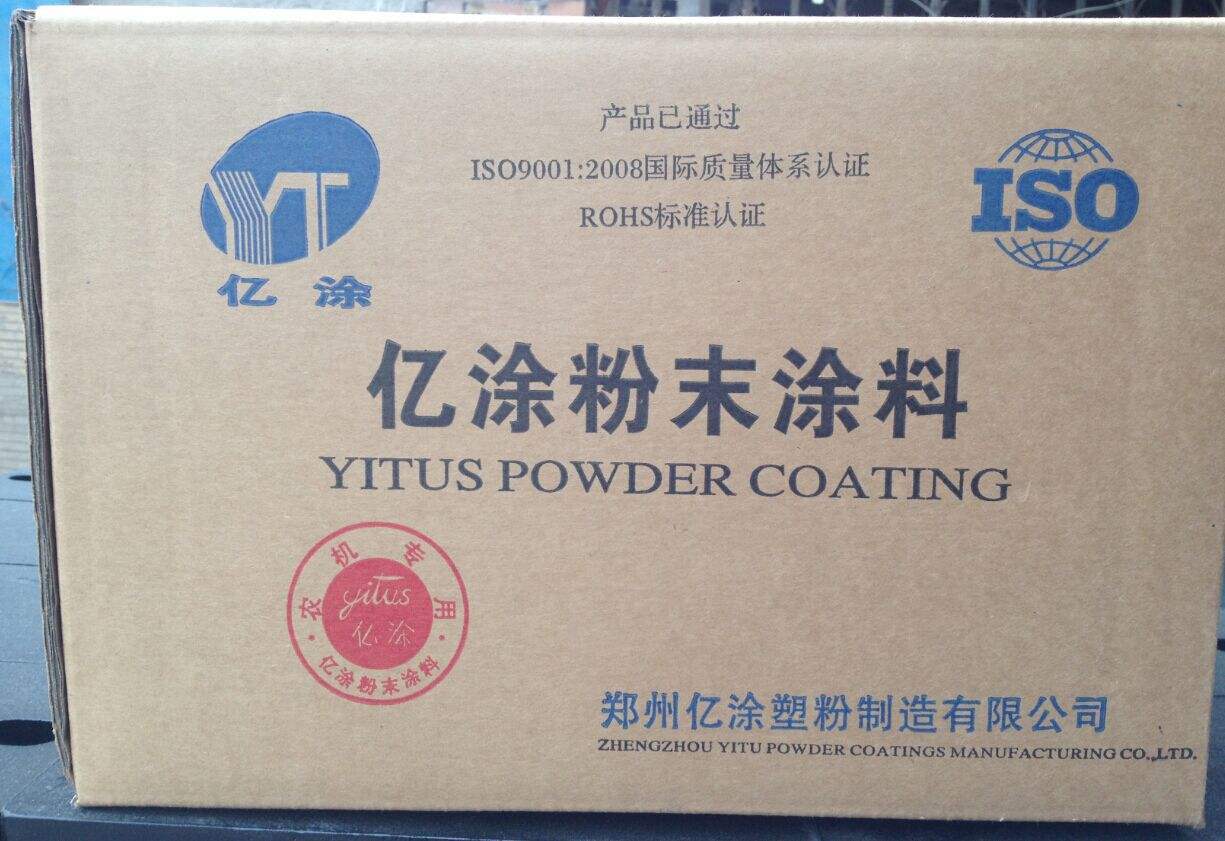 产品已通过
ISO9001:2008国际质量体系认证
ROHS标准认证
YT
亿涂
ISO
亿涂粉末涂料
YITUS POWDER COATING
农机专用
yitus
亿涂
亿涂粉末涂料
郑州亿涂塑粉制造有限公司
ZHENGZHOU YITU POWDER COATINGS MANUFACTURING CO.,LTD.